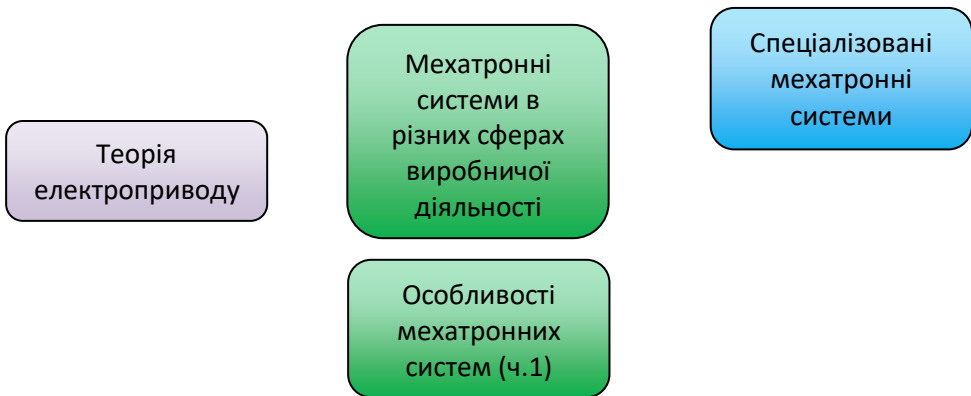 Теорія
електроприводу
Мехатронні
системи в
різних сферах
виробничої
діяльності
Особливості
мехатронних
систем (ч.1)
Спеціалізовані
мехатронні
системи